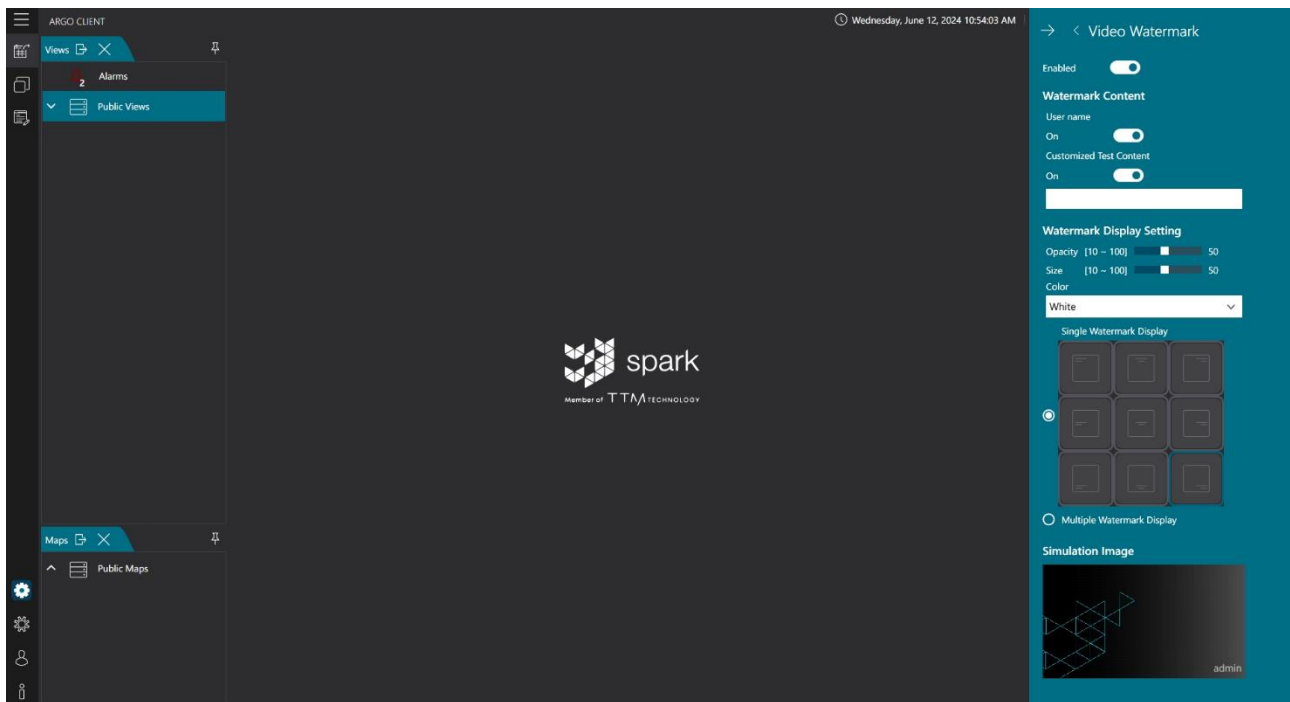 ARGO CLIENT
Wednesday, June 12, 2024 10:54:03 AM
Views
2 Alarms
Public Views
spark
Member of TTM TECHNOLOGY
Maps
Public Maps
Video Watermark
Enabled
Watermark Content
User name
On
Customized Test Content
On
Watermark Display Setting
Opacity [10 ~ 100] 50
Size [10 ~ 100] 50
Color
White
Single Watermark Display
Multiple Watermark Display
Simulation Image
admin